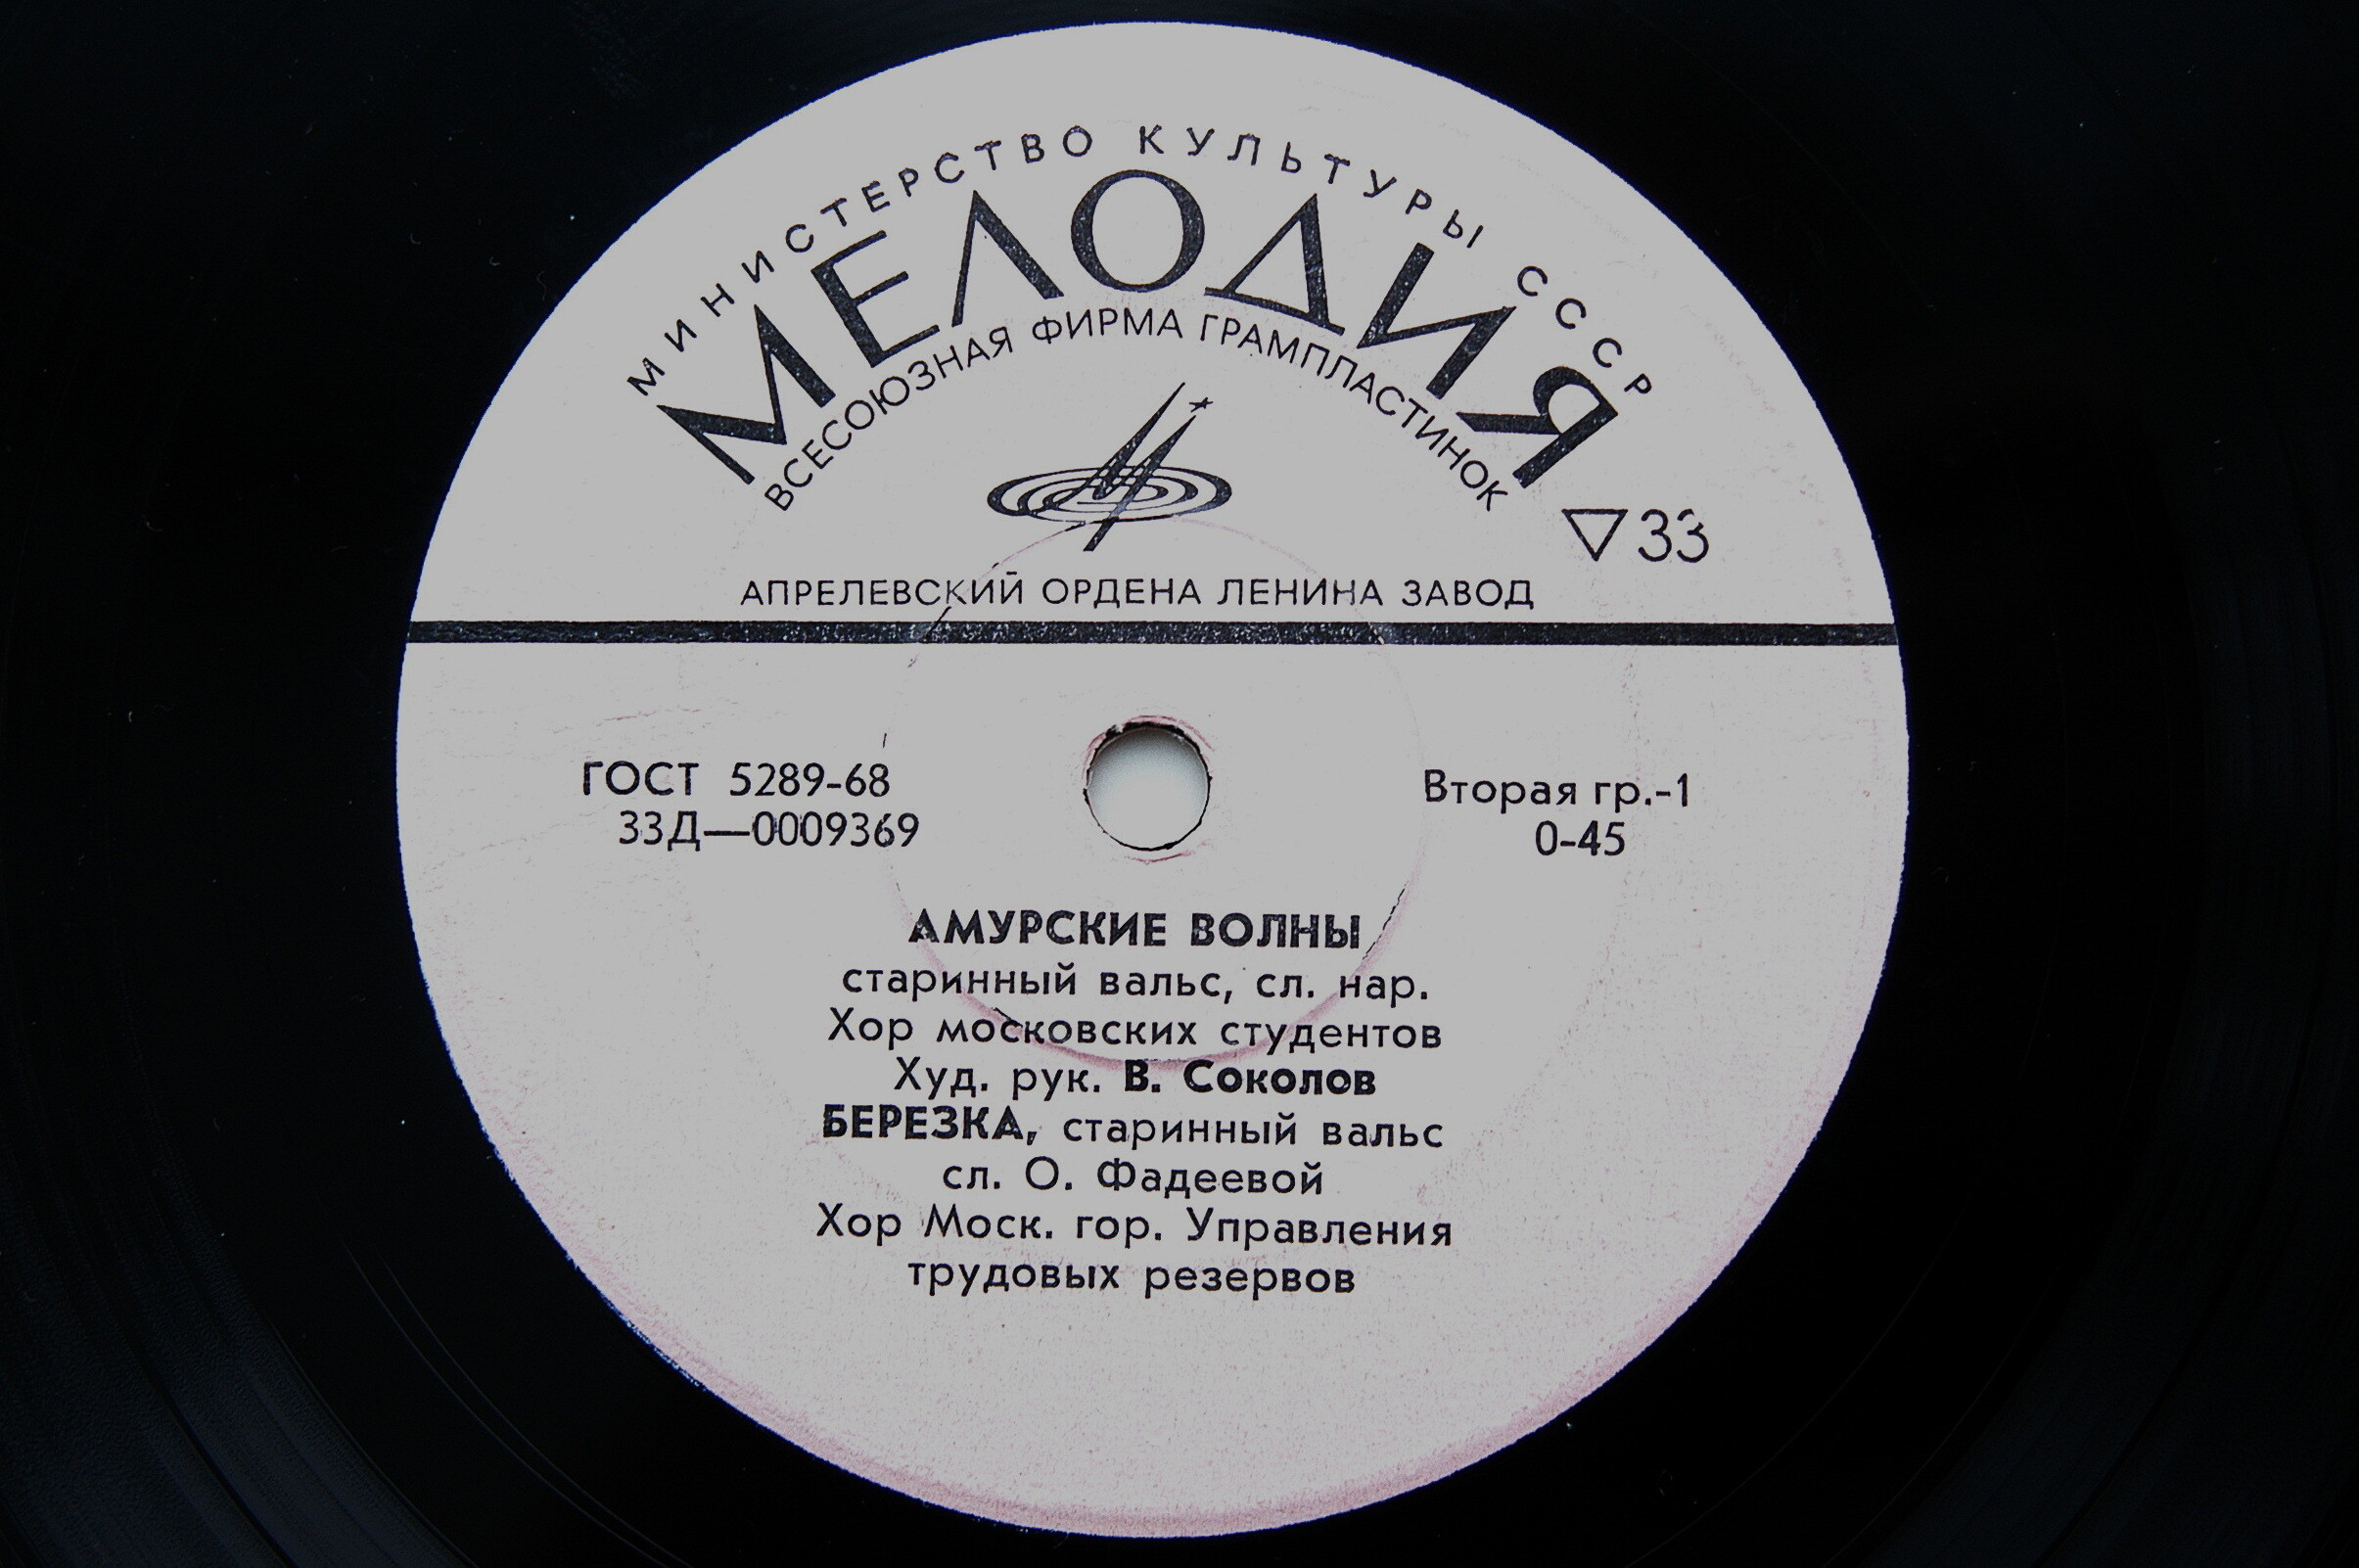 МИНИСТЕРСТВО КУЛЬТУРЫ СССР
МЕЛОДИЯ
ВСЕСОЮЗНАЯ ФИРМА ГРАМПЛАСТИНОК
▽33
АПРЕЛЕВСКИЙ ОРДЕНА ЛЕНИНА ЗАВОД
ГОСТ 5289-68
33Д—0009369
Вторая гр.-1
0-45
АМУРСКИЕ ВОЛНЫ
старинный вальс, сл. нар.
Хор московских студентов
Худ. рук. В. Соколов
БЕРЕЗКА, старинный вальс
сл. О. Фадеевой
Хор Моск. гор. Управления
трудовых резервов